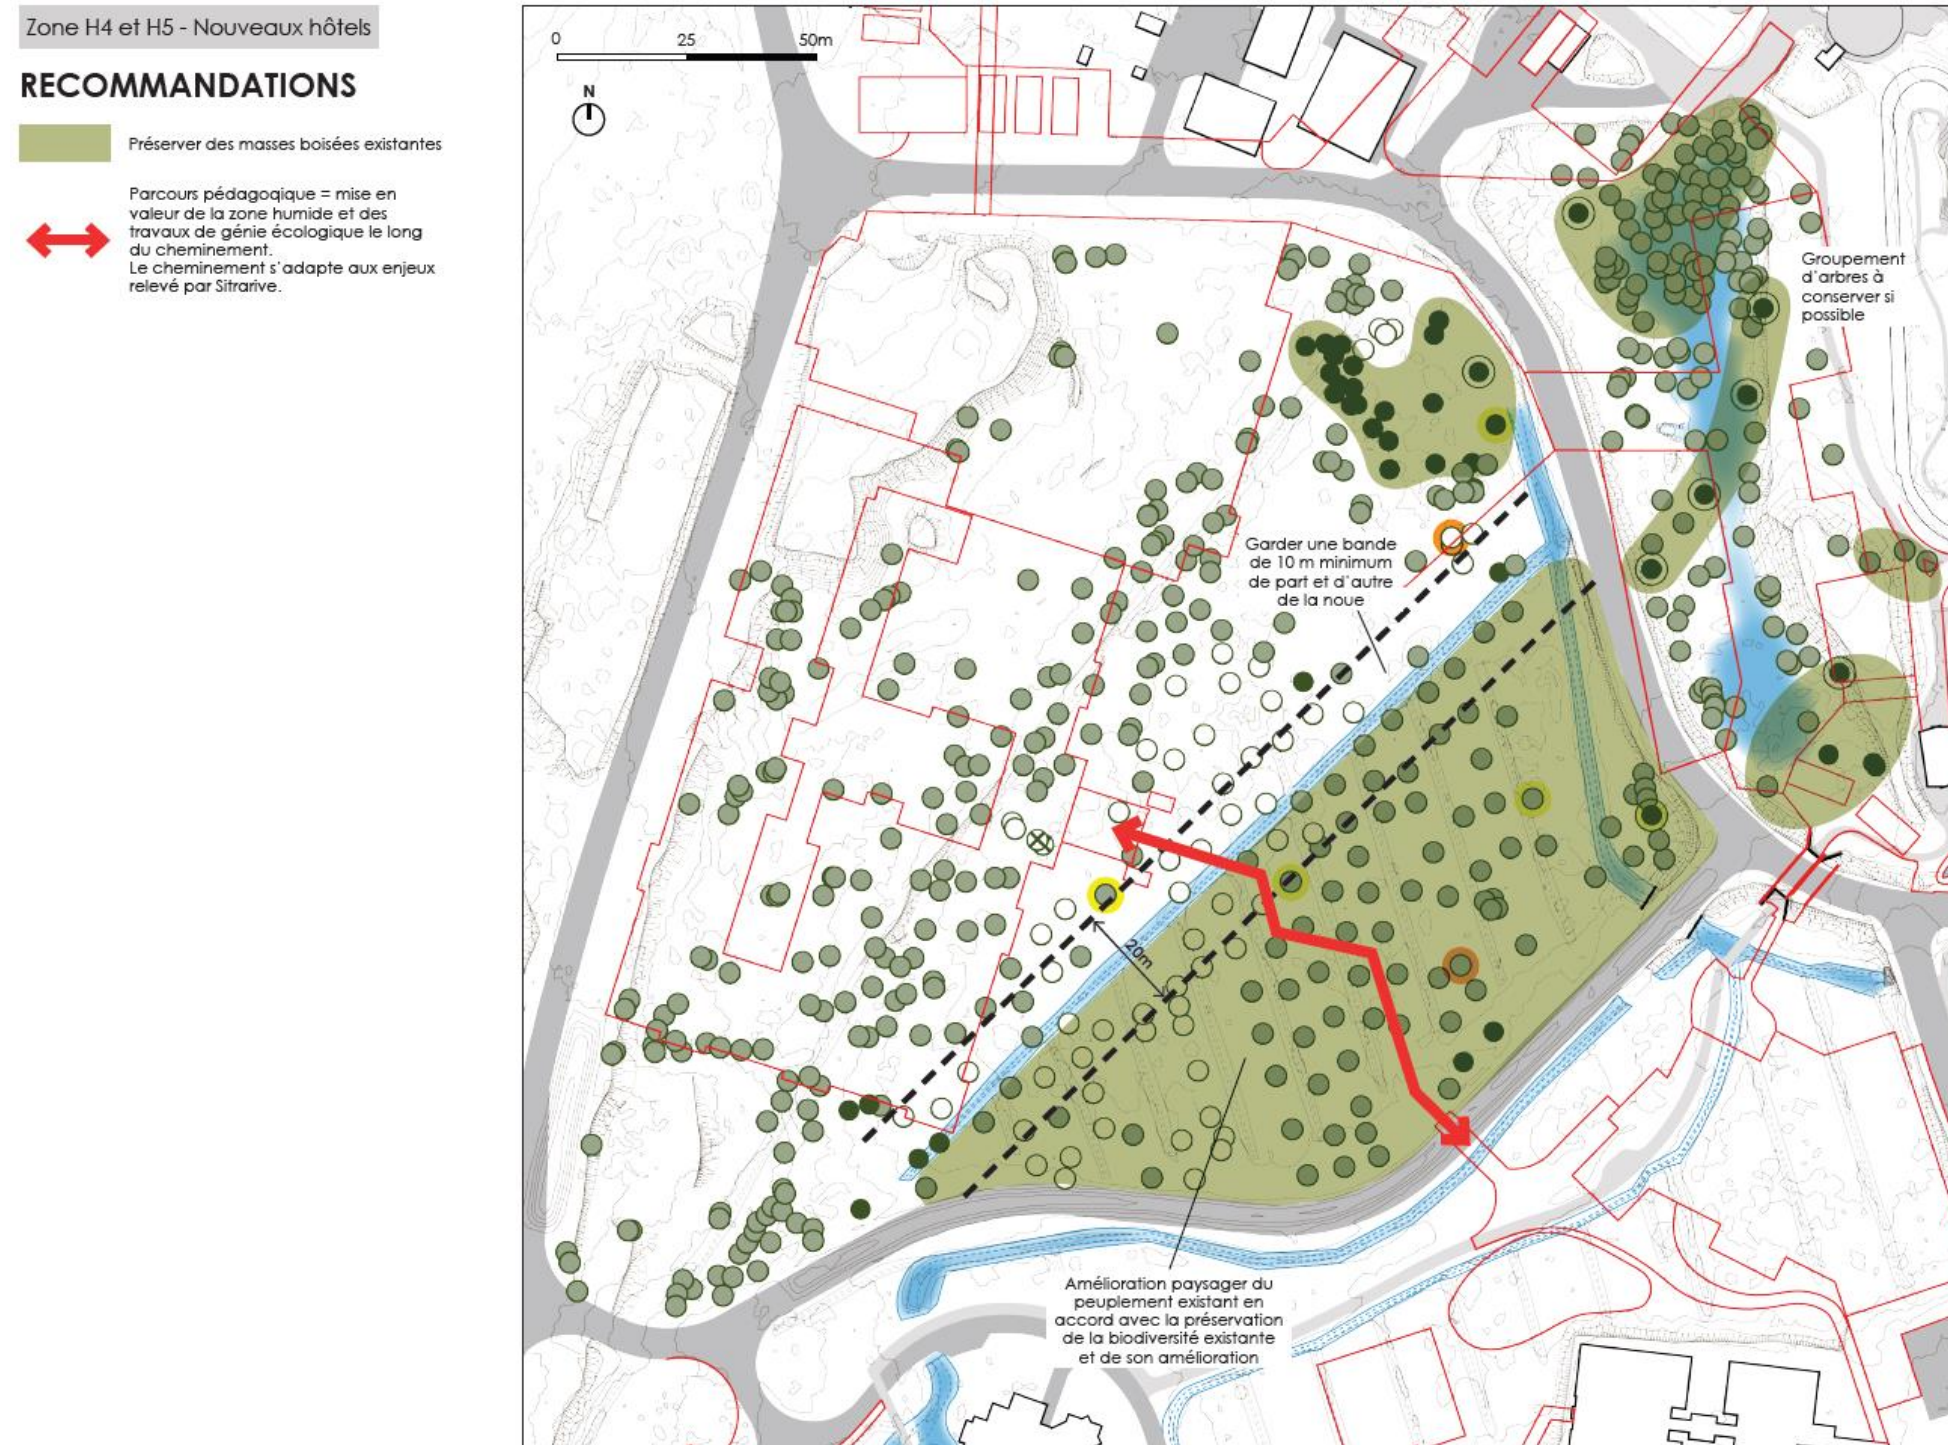 Zone H4 et H5 - Nouveaux hôtels
RECOMMANDATIONS
Préserver des masses boisées existantes
Parcours pédagogique = mise en
valeur de la zone humide et des
travaux de génie écologique le long
du cheminement.
Le cheminement s'adapte aux enjeux
relevé par Sitrarive.
0 25 50m
N
Groupement
d'arbres à
conserver si
possible
Garder une bande
de 10 m minimum
de part et d'autre
de la noue
20m
Amélioration paysager du
peuplement existant en
accord avec la préservation
de la biodiversité existante
et de son amélioration